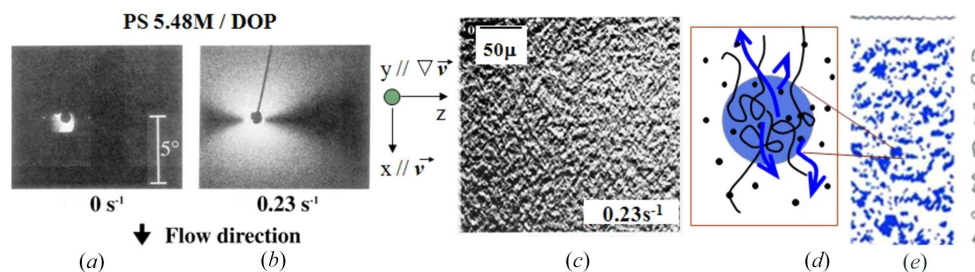 PS 5.48M / DOP
5°
0 s⁻¹
0.23 s⁻¹
Flow direction
y // ∇ v
z
x // v
50μ
0.23s⁻¹
(a)
(b)
(c)
(d)
(e)